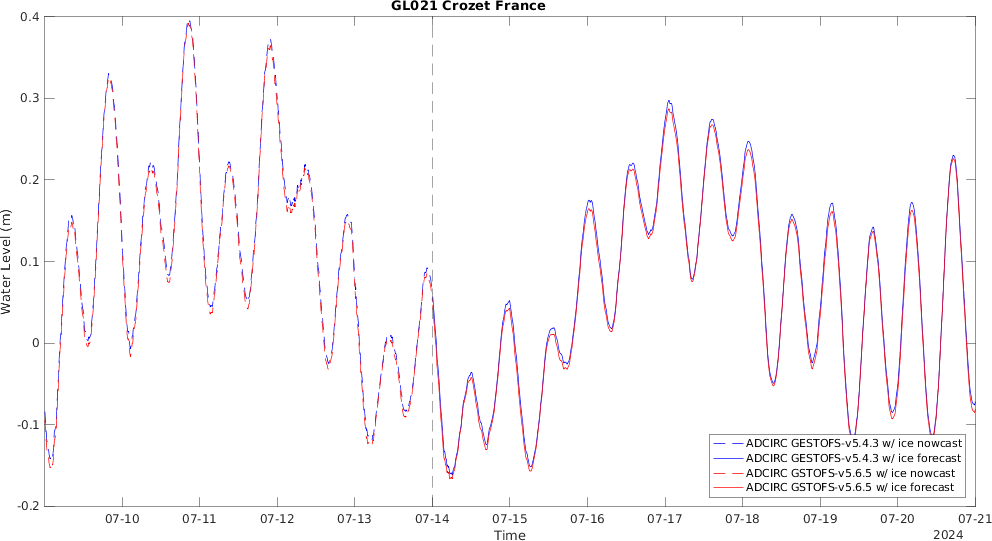 GL021 Crozet France
0.4
0.3
0.2
0.1
0
-0.1
-0.2
Water Level (m)
07-10 07-11 07-12 07-13 07-14 07-15 07-16 07-17 07-18 07-19 07-20 07-21
Time
2024
ADCIRC GESTOFS-v5.4.3 w/ ice nowcast
ADCIRC GESTOFS-v5.4.3 w/ ice forecast
ADCIRC GSTOFS-v5.6.5 w/ ice nowcast
ADCIRC GSTOFS-v5.6.5 w/ ice forecast